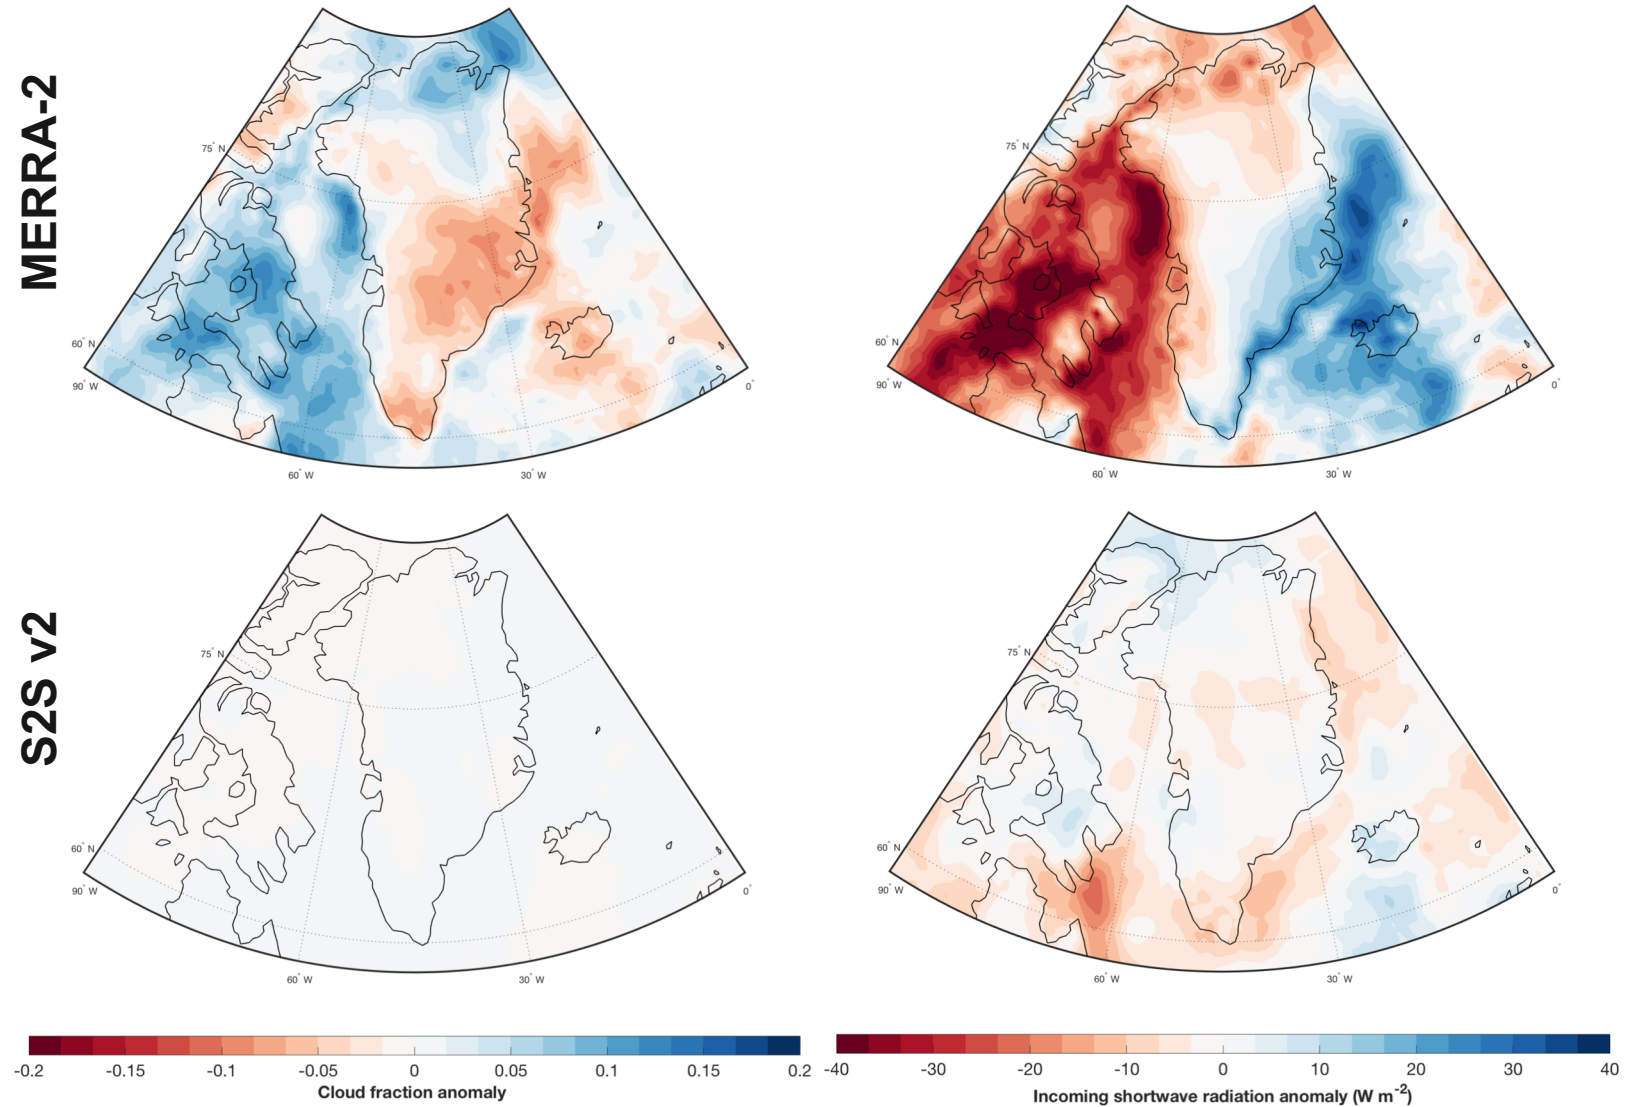 MERRA-2
75° N
60° N
90° W
60° W
30° W
0°
75° N
60° N
90° W
60° W
30° W
0°
S2S v2
75° N
60° N
90° W
60° W
30° W
0°
75° N
60° N
90° W
60° W
30° W
0°
-0.2 -0.15 -0.1 -0.05 0 0.05 0.1 0.15 0.2
Cloud fraction anomaly
-40 -30 -20 -10 0 10 20 30 40
Incoming shortwave radiation anomaly (W m-2)